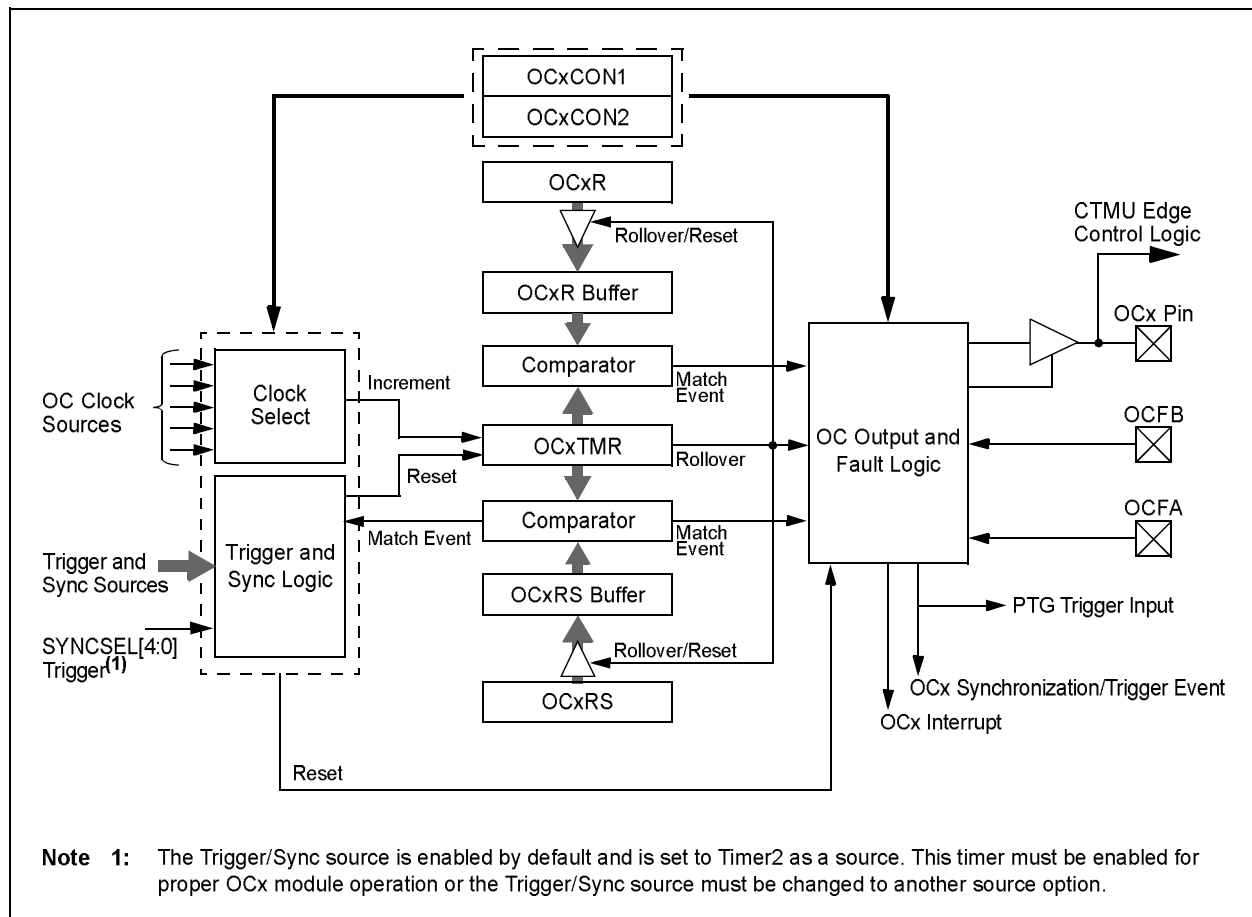 OCxCON1
OCxCON2
OCxR
Rollover/Reset
CTMU Edge
Control Logic
OCxR Buffer
OCx Pin
OC Clock
Sources
Clock
Select
Increment
Comparator
Match
Event
OCxTMR
Rollover
Reset
OC Output and
Fault Logic
OCFB
Comparator
Match Event
Match
Event
OCFA
Trigger and
Sync Sources
Trigger and
Sync Logic
OCxRS Buffer
PTG Trigger Input
SYNCSEL[4:0]
Trigger(1)
Rollover/Reset
OCxRS
OCx Synchronization/Trigger Event
OCx Interrupt
Reset
Note 1: The Trigger/Sync source is enabled by default and is set to Timer2 as a source. This timer must be enabled for
proper OCx module operation or the Trigger/Sync source must be changed to another source option.